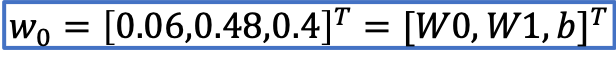 w₀ = [0.06,0.48,0.4]ᵀ = [W0, W1, b]ᵀ